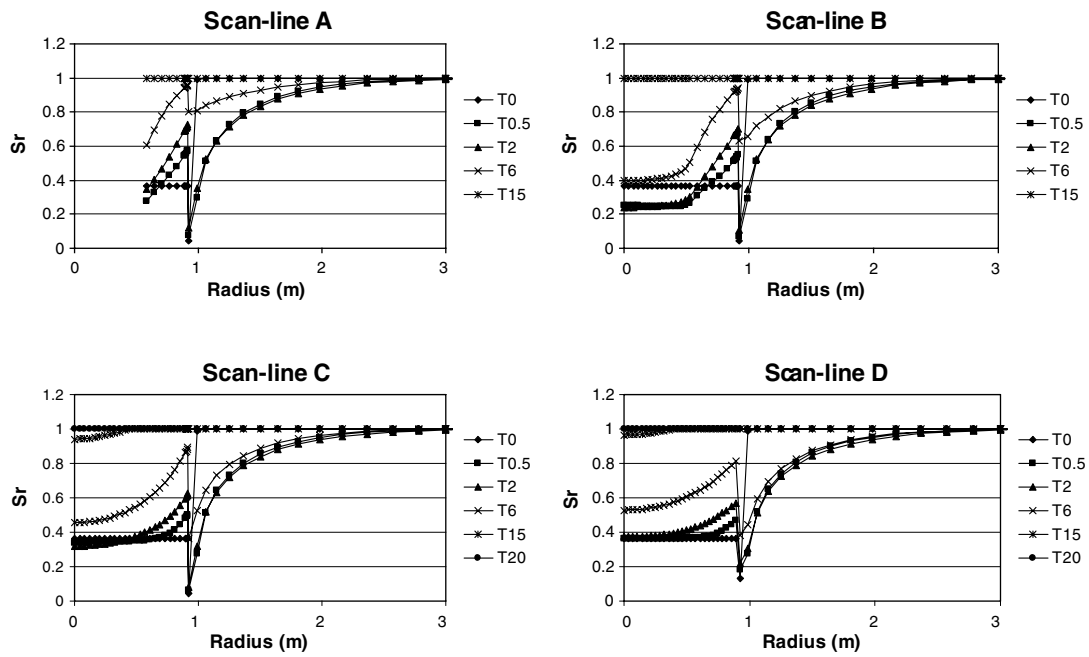 Scan-line A
1.2
1
0.8
0.6
0.4
0.2
0
Sr
0 1 2 3
Radius (m)
T0
T0.5
T2
T6
T15
Scan-line B
1.2
1
0.8
0.6
0.4
0.2
0
Sr
0 1 2 3
Radius (m)
T0
T0.5
T2
T6
T15
Scan-line C
1.2
1
0.8
0.6
0.4
0.2
0
Sr
0 1 2 3
Radius (m)
T0
T0.5
T2
T6
T15
T20
Scan-line D
1.2
1
0.8
0.6
0.4
0.2
0
Sr
0 1 2 3
Radius (m)
T0
T0.5
T2
T6
T15
T20